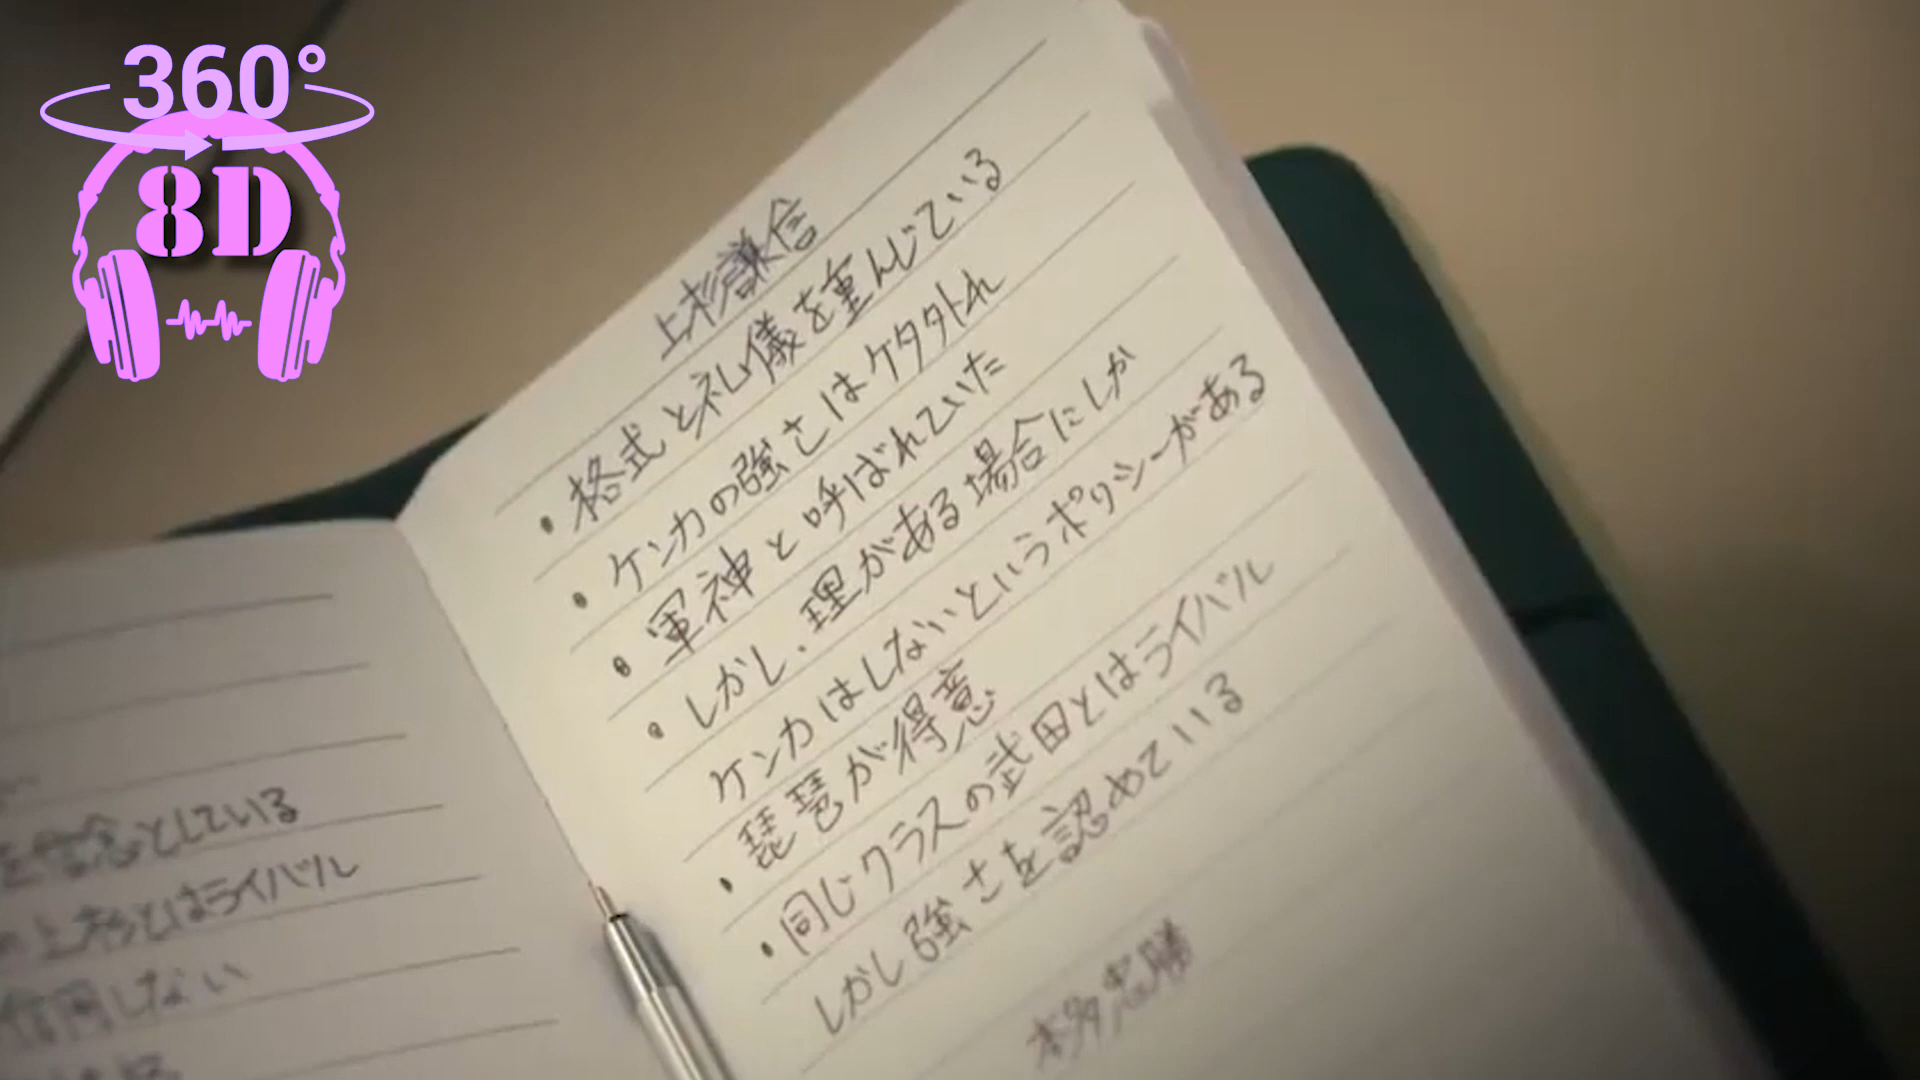 360°
8D
上杉謙信
・格式と礼儀を重んじている
・ケンカの強さはケタ外れ
・軍神と呼ばれていた
・しかし、理がある場合にしか
ケンカはしないというポリシーがある
・琵琶が得意
・同じクラスの武田とはライバル
しかし強さを認めている
本多忠勝
を信念としている
の上杉とはライバル
信用しない